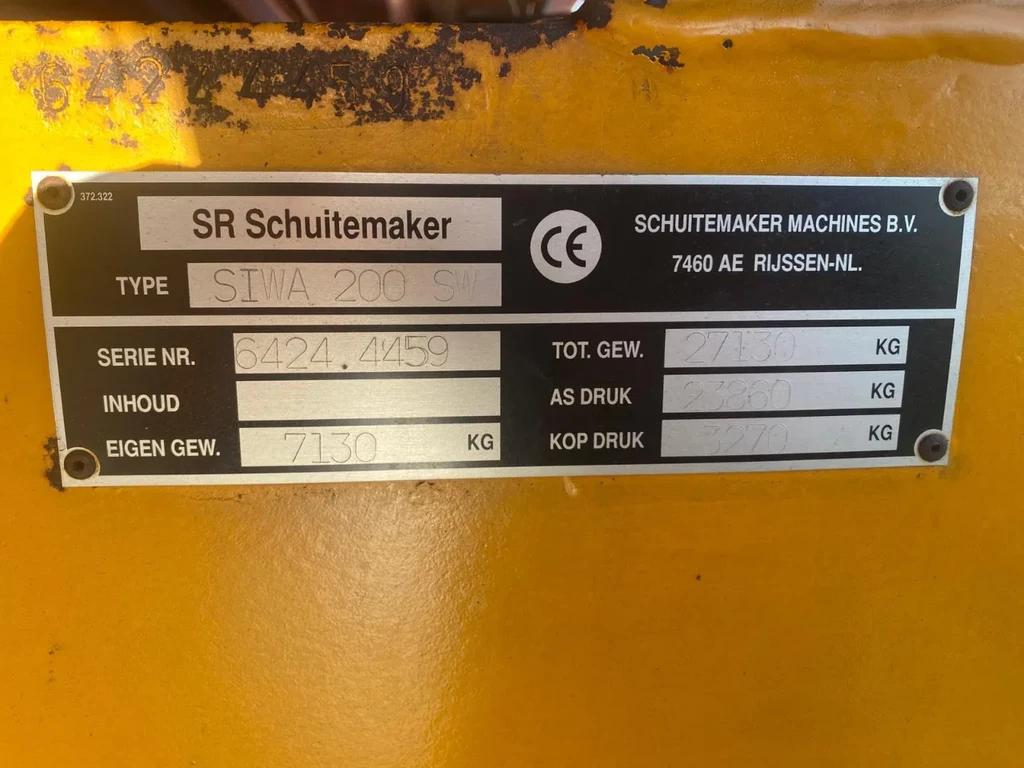 64244459
372.322
SR Schuitemaker
TYPE SIWA 200 SW
CE
SCHUITEMAKER MACHINES B.V.
7460 AE RIJSSEN-NL.
SERIE NR. 6424.4459
INHOUD
EIGEN GEW. 7130 KG
TOT. GEW. 27130 KG
AS DRUK 23860 KG
KOP DRUK 3270 KG